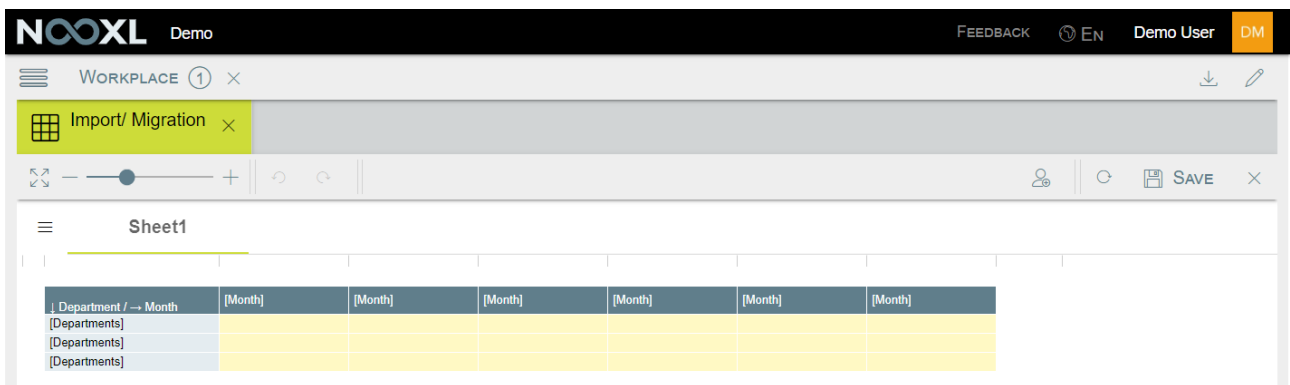 NOOXL Demo FEEDBACK EN Demo User DM
WORKPLACE 1
Import/ Migration
SAVE
Sheet1
↓ Department / → Month [Month] [Month] [Month] [Month] [Month] [Month]
[Departments]
[Departments]
[Departments]